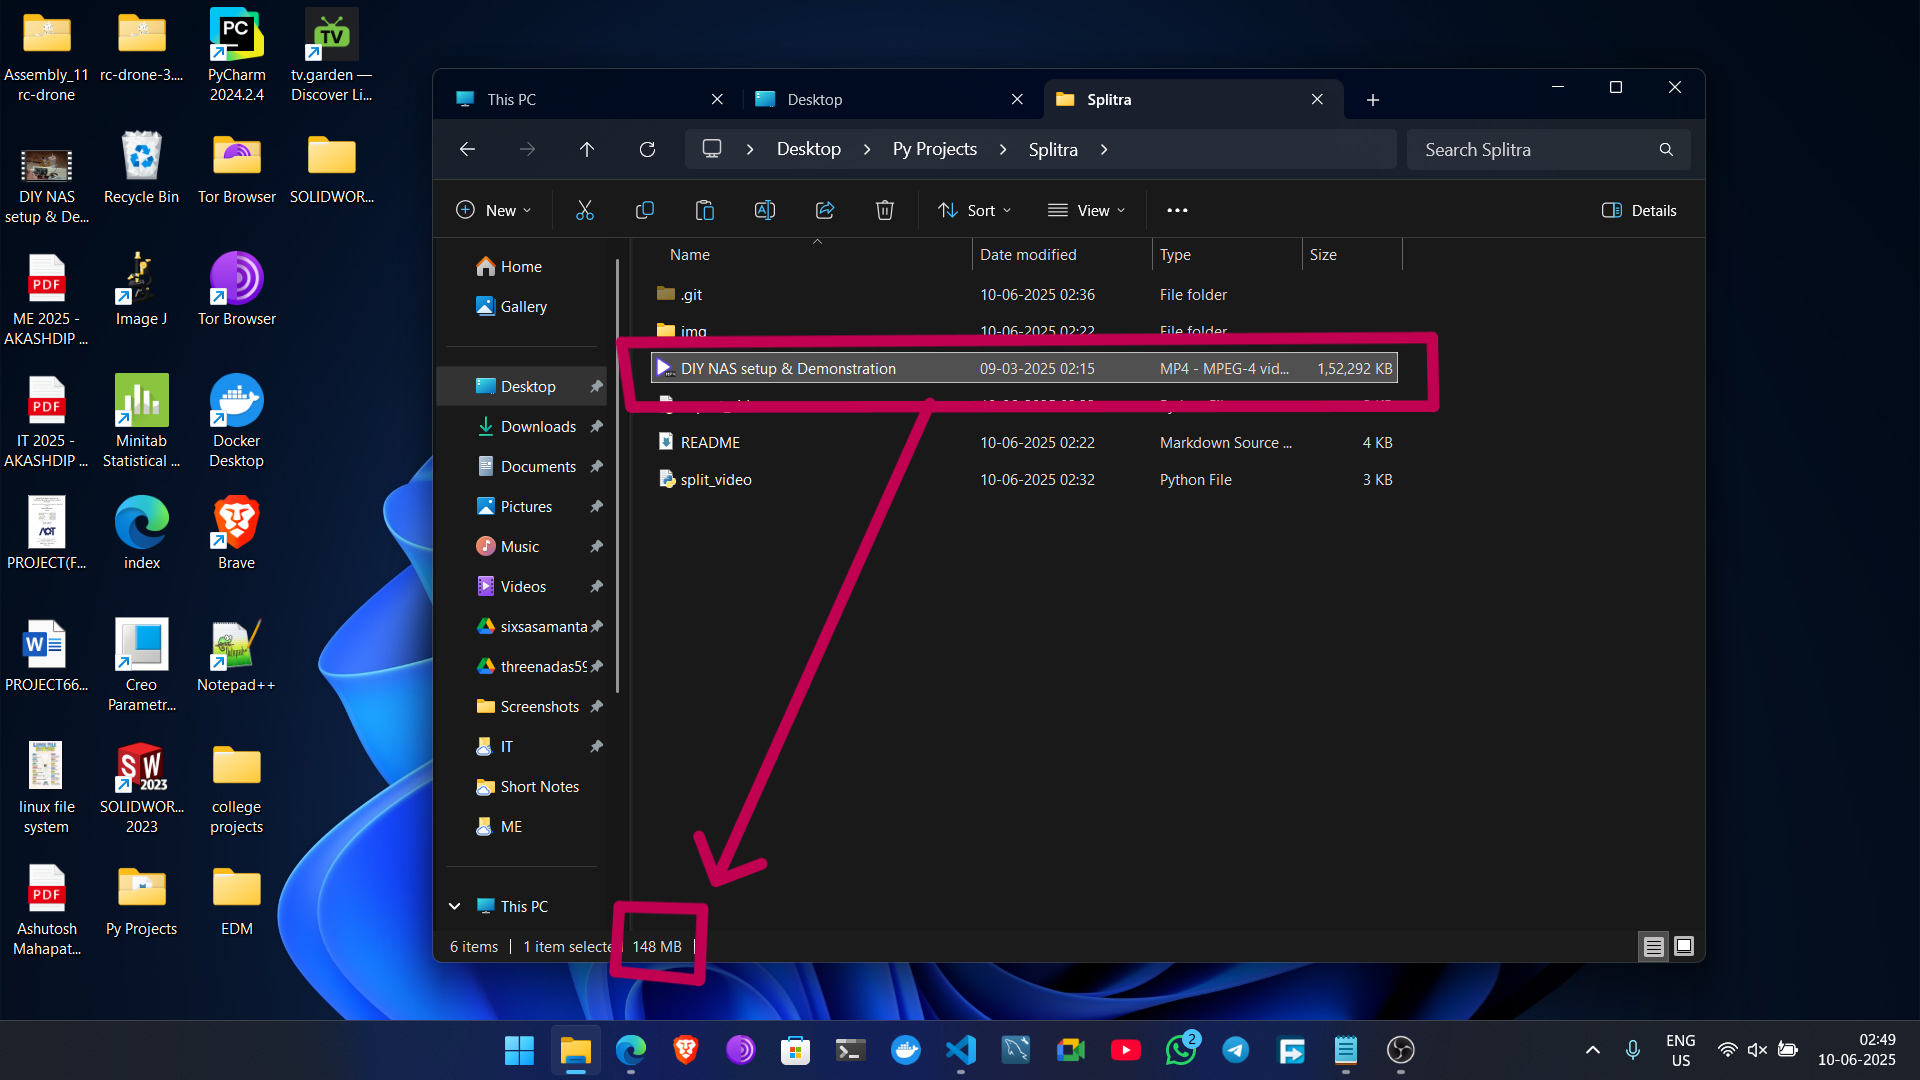 Assembly_11
rc-drone
rc-drone-3....
PyCharm
2024.2.4
tv.garden —
Discover Li...
DIY NAS
setup & De...
Recycle Bin
Tor Browser
SOLIDWOR...
ME 2025 -
AKASHDIP ...
Image J
Tor Browser
IT 2025 -
AKASHDIP ...
Minitab
Statistical ...
Docker
Desktop
PROJECT(F...
index
Brave
PROJECT66...
Creo
Parametr...
Notepad++
linux file
system
SOLIDWOR...
2023
college
projects
Ashutosh
Mahapat...
Py Projects
EDM
This PC
Desktop
Splitra
Desktop
Py Projects
Splitra
Search Splitra
New
Sort
View
Details
Home
Gallery
Desktop
Downloads
Documents
Pictures
Music
Videos
sixsasamanta
threenadas59
Screenshots
IT
Short Notes
ME
This PC
Name Date modified Type Size
.git 10-06-2025 02:36 File folder
img 10-06-2025 02:22 File folder
DIY NAS setup & Demonstration 09-03-2025 02:15 MP4 - MPEG-4 vid... 1,52,292 KB
README 10-06-2025 02:22 Markdown Source ... 4 KB
split_video 10-06-2025 02:32 Python File 3 KB
6 items 1 item selecte 148 MB
2
ENG
US
02:49
10-06-2025